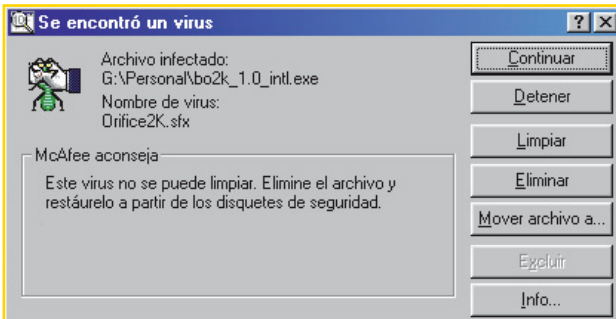 Se encontró un virus
Archivo infectado:
G:\Personal\bo2k_1.0_intl.exe
Nombre de virus:
Orifice2K.sfx
McAfee aconseja
Este virus no se puede limpiar. Elimine el archivo y
restáurelo a partir de los disquetes de seguridad.
Continuar
Detener
Limpiar
Eliminar
Mover archivo a...
Excluir
Info...